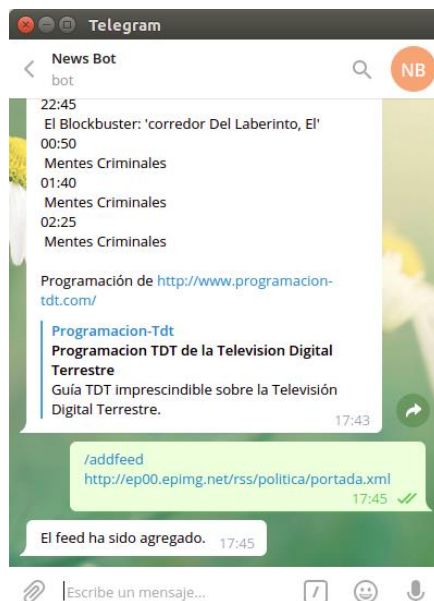 Telegram
News Bot
bot
NB
22:45
El Blockbuster: 'corredor Del Laberinto, El'
00:50
Mentes Criminales
01:40
Mentes Criminales
02:25
Mentes Criminales
Programación de http://www.programacion-
tdt.com/
Programacion-Tdt
Programacion TDT de la Television Digital
Terrestre
Guía TDT imprescindible sobre la Televisión
Digital Terrestre.
17:43
/addfeed
http://ep00.epimg.net/rss/politica/portada.xml
17:45
El feed ha sido agregado. 17:45
Escribe un mensaje...